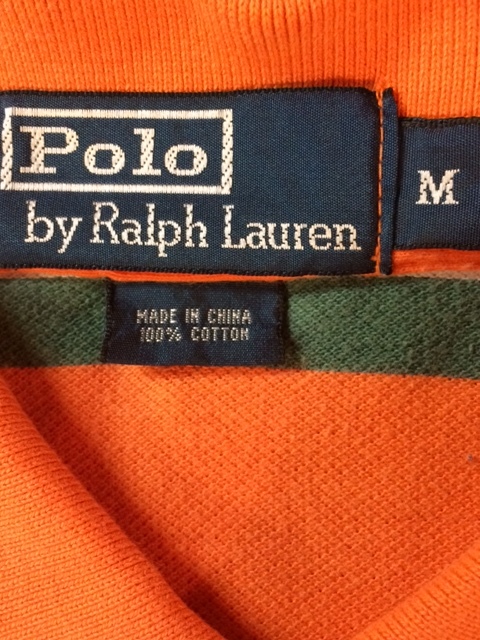 Polo
by Ralph Lauren
M
MADE IN CHINA
100% COTTON